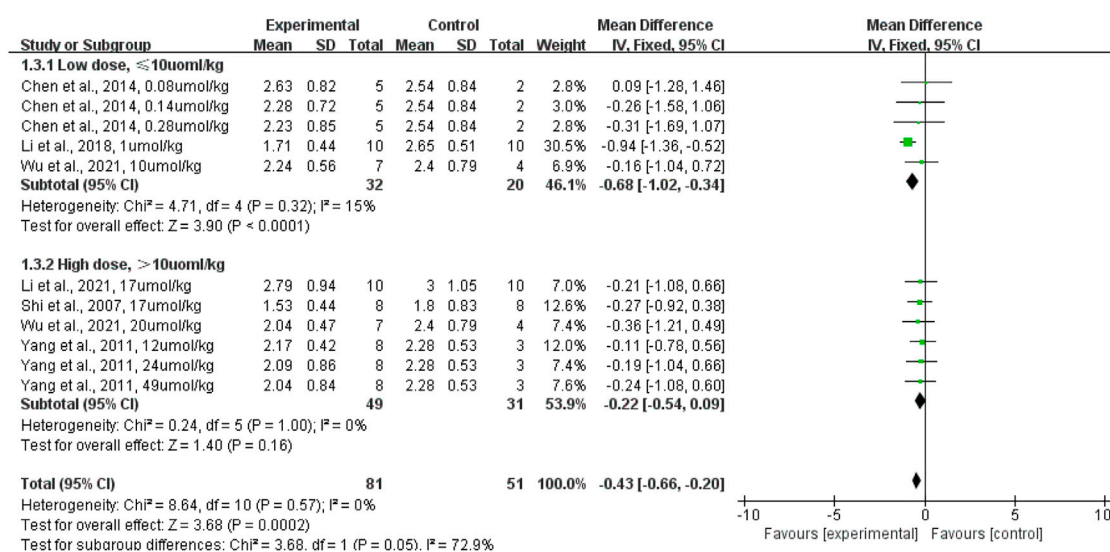 Experimental Control Mean Difference Mean Difference
Study or Subgroup Mean SD Total Mean SD Total Weight IV, Fixed, 95% CI IV, Fixed, 95% CI
1.3.1 Low dose, ≤10uoml/kg
Chen et al., 2014, 0.08umol/kg 2.63 0.82 5 2.54 0.84 2 2.8% 0.09 [-1.28, 1.46]
Chen et al., 2014, 0.14umol/kg 2.28 0.72 5 2.54 0.84 2 3.0% -0.26 [-1.58, 1.06]
Chen et al., 2014, 0.28umol/kg 2.23 0.85 5 2.54 0.84 2 2.8% -0.31 [-1.69, 1.07]
Li et al., 2018, 1umol/kg 1.71 0.44 10 2.65 0.51 10 30.5% -0.94 [-1.36, -0.52]
Wu et al., 2021, 10umol/kg 2.24 0.56 7 2.4 0.79 4 6.9% -0.16 [-1.04, 0.72]
Subtotal (95% CI) 32 20 46.1% -0.68 [-1.02, -0.34]
Heterogeneity: Chi² = 4.71, df = 4 (P = 0.32); I² = 15%
Test for overall effect: Z = 3.90 (P < 0.0001)
1.3.2 High dose, >10uoml/kg
Li et al., 2021, 17umol/kg 2.79 0.94 10 3 1.05 10 7.0% -0.21 [-1.08, 0.66]
Shi et al., 2007, 17umol/kg 1.53 0.44 8 1.8 0.83 8 12.6% -0.27 [-0.92, 0.38]
Wu et al., 2021, 20umol/kg 2.04 0.47 7 2.4 0.79 4 7.4% -0.36 [-1.21, 0.49]
Yang et al., 2011, 12umol/kg 2.17 0.42 8 2.28 0.53 3 12.0% -0.11 [-0.78, 0.56]
Yang et al., 2011, 24umol/kg 2.09 0.86 8 2.28 0.53 3 7.4% -0.19 [-1.04, 0.66]
Yang et al., 2011, 49umol/kg 2.04 0.84 8 2.28 0.53 3 7.6% -0.24 [-1.08, 0.60]
Subtotal (95% CI) 49 31 53.9% -0.22 [-0.54, 0.09]
Heterogeneity: Chi² = 0.24, df = 5 (P = 1.00); I² = 0%
Test for overall effect: Z = 1.40 (P = 0.16)
Total (95% CI) 81 51 100.0% -0.43 [-0.66, -0.20]
Heterogeneity: Chi² = 8.64, df = 10 (P = 0.57); I² = 0%
Test for overall effect: Z = 3.68 (P = 0.0002)
Test for subgroup differences: Chi² = 3.68, df = 1 (P = 0.05), I² = 72.9%
-10 -5 0 5 10
Favours [experimental] Favours [control]